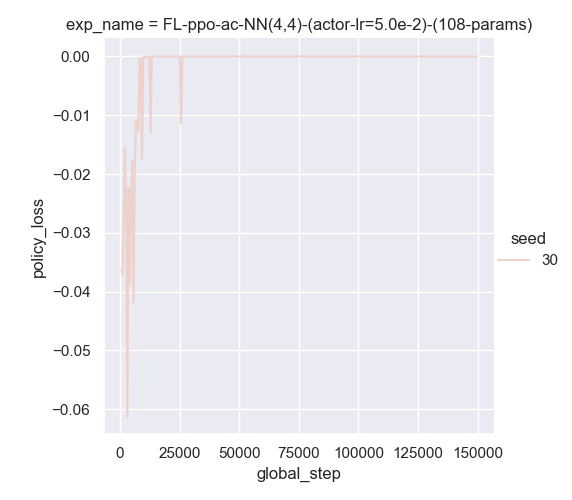 exp_name = FL-ppo-ac-NN(4,4)-(actor-lr=5.0e-2)-(108-params)
0.00
−0.01
−0.02
−0.03
−0.04
−0.05
−0.06
policy_loss
0 25000 50000 75000 100000 125000 150000
global_step
seed
30